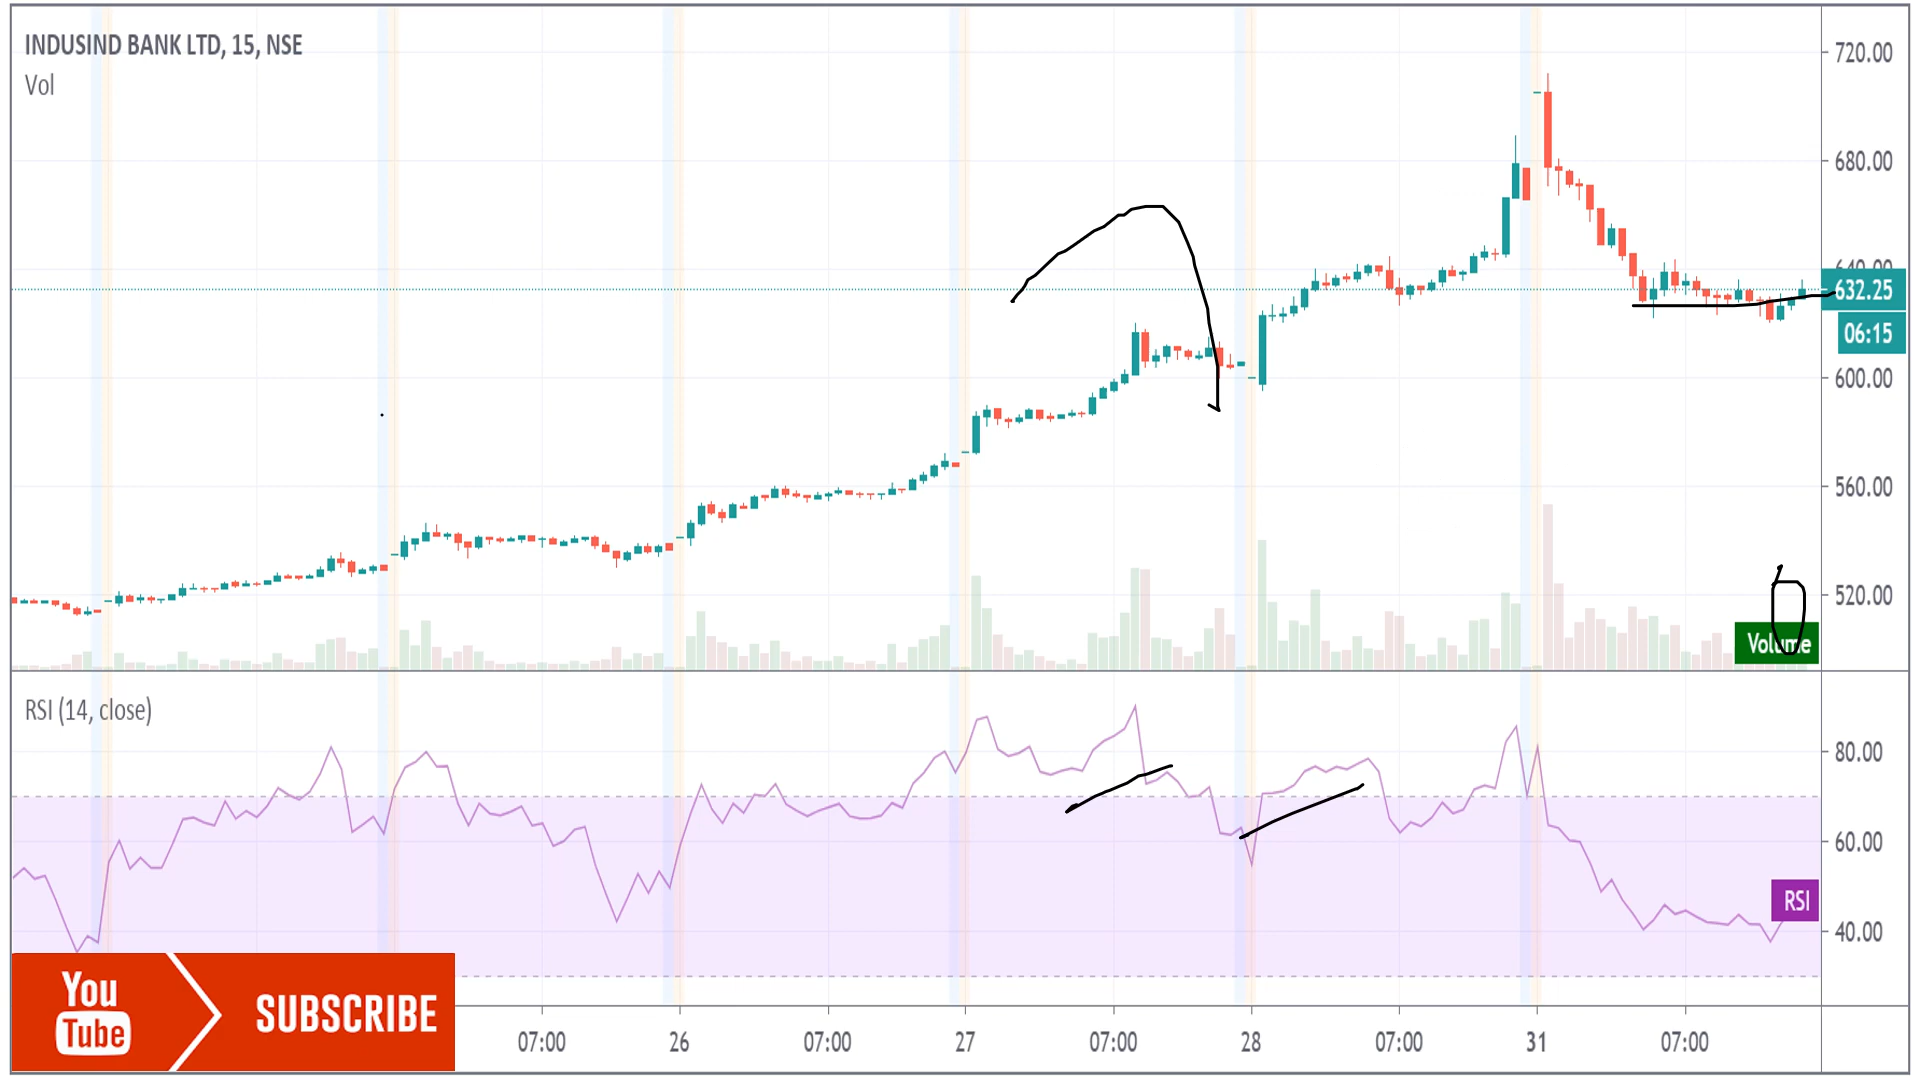 INDUSIND BANK LTD, 15, NSE
Vol
720.00
680.00
640.00
632.25
06:15
600.00
560.00
520.00
Volume
RSI (14, close)
80.00
60.00
RSI
40.00
You
Tube
SUBSCRIBE
07:00 26 07:00 27 07:00 28 07:00 31 07:00